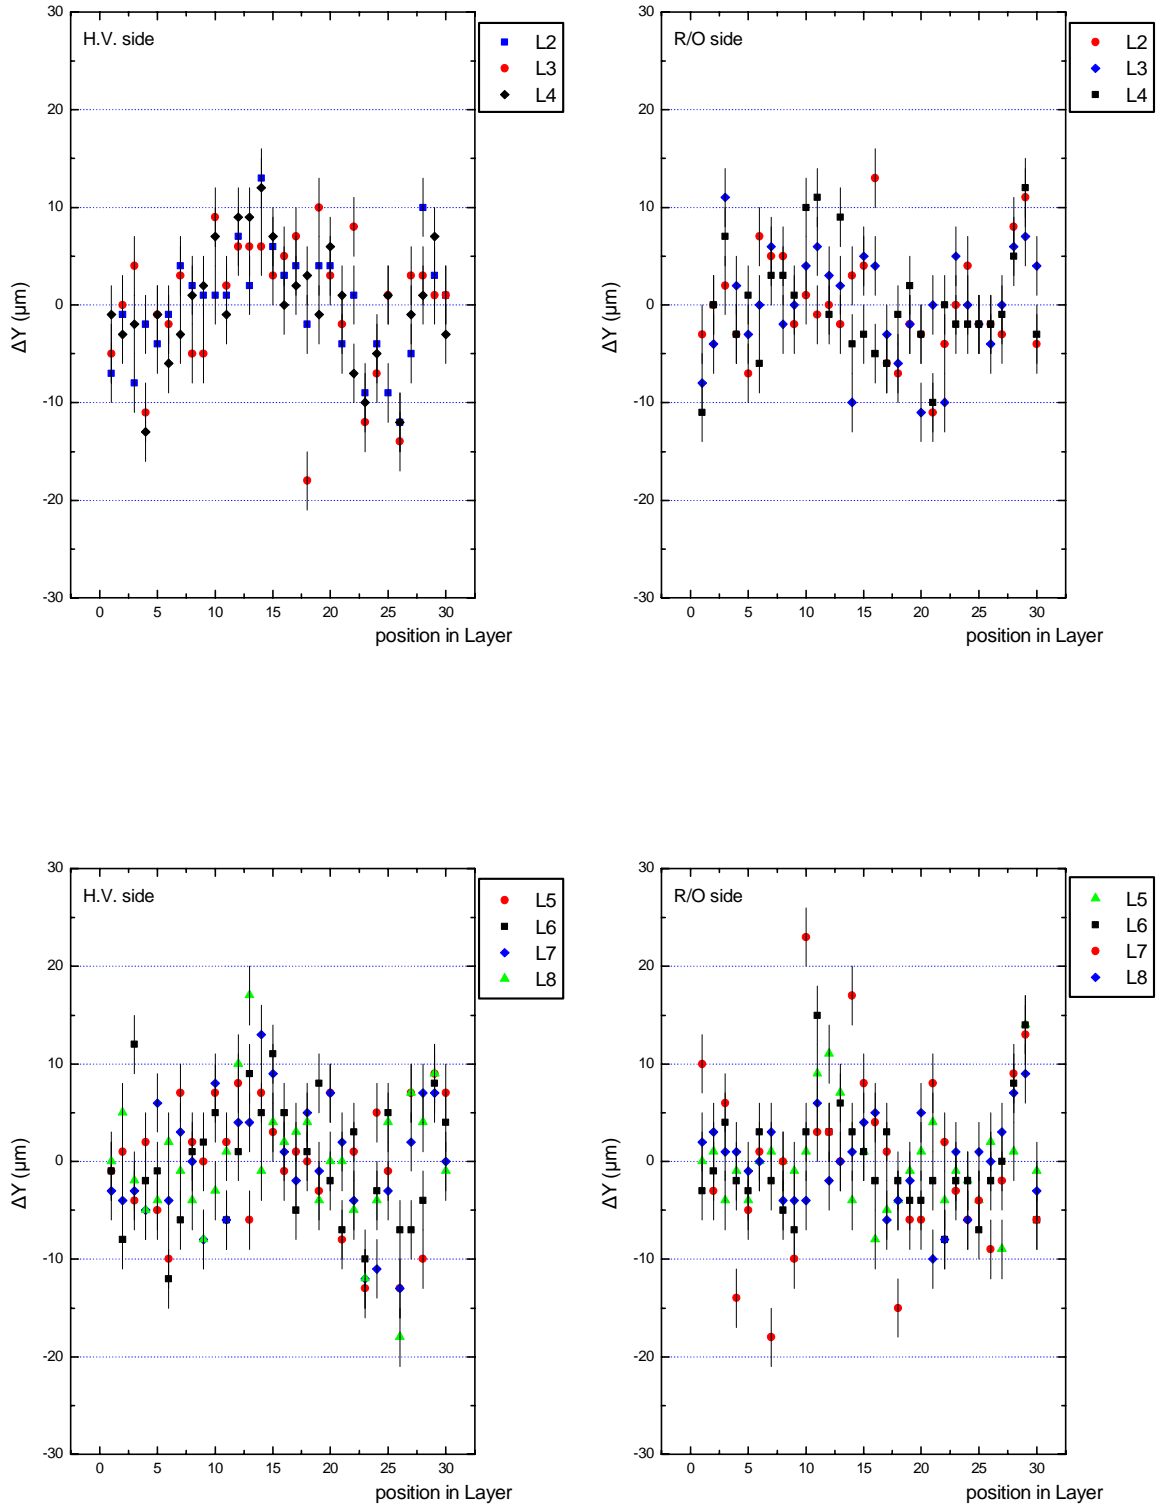 H.V. side
L2
L3
L4
30
20
10
0
-10
-20
-30
ΔY (μm)
0 5 10 15 20 25 30
position in Layer
R/O side
L2
L3
L4
30
20
10
0
-10
-20
-30
ΔY (μm)
0 5 10 15 20 25 30
position in Layer
H.V. side
L5
L6
L7
L8
30
20
10
0
-10
-20
-30
ΔY (μm)
0 5 10 15 20 25 30
position in Layer
R/O side
L5
L6
L7
L8
30
20
10
0
-10
-20
-30
ΔY (μm)
0 5 10 15 20 25 30
position in Layer